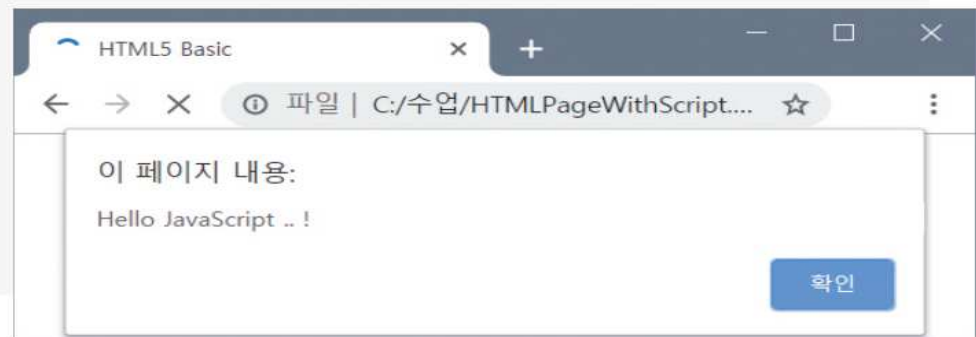 HTML5 Basic
파일 | C:/수업/HTMLPageWithScript....
이 페이지 내용:
Hello JavaScript .. !
확인